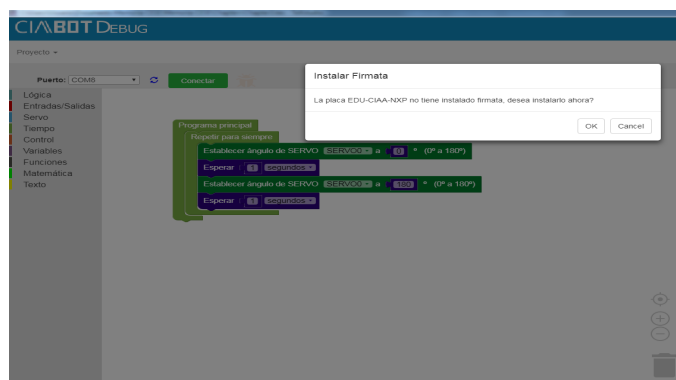 CIAABOT DEBUG
Proyecto
Puerto: COM6 Conectar
Instalar Firmata
La placa EDU-CIAA-NXP no tiene instalado firmata, desea instalarlo ahora?
OK Cancel
Lógica
Entradas/Salidas
Servo
Tiempo
Control
Variables
Funciones
Matemática
Texto
Programa principal
Repetir para siempre
Establecer ángulo de SERVO SERVO0 a 0 ° (0º a 180º)
Esperar 1 segundos
Establecer ángulo de SERVO SERVO0 a 180 ° (0º a 180º)
Esperar 1 segundos